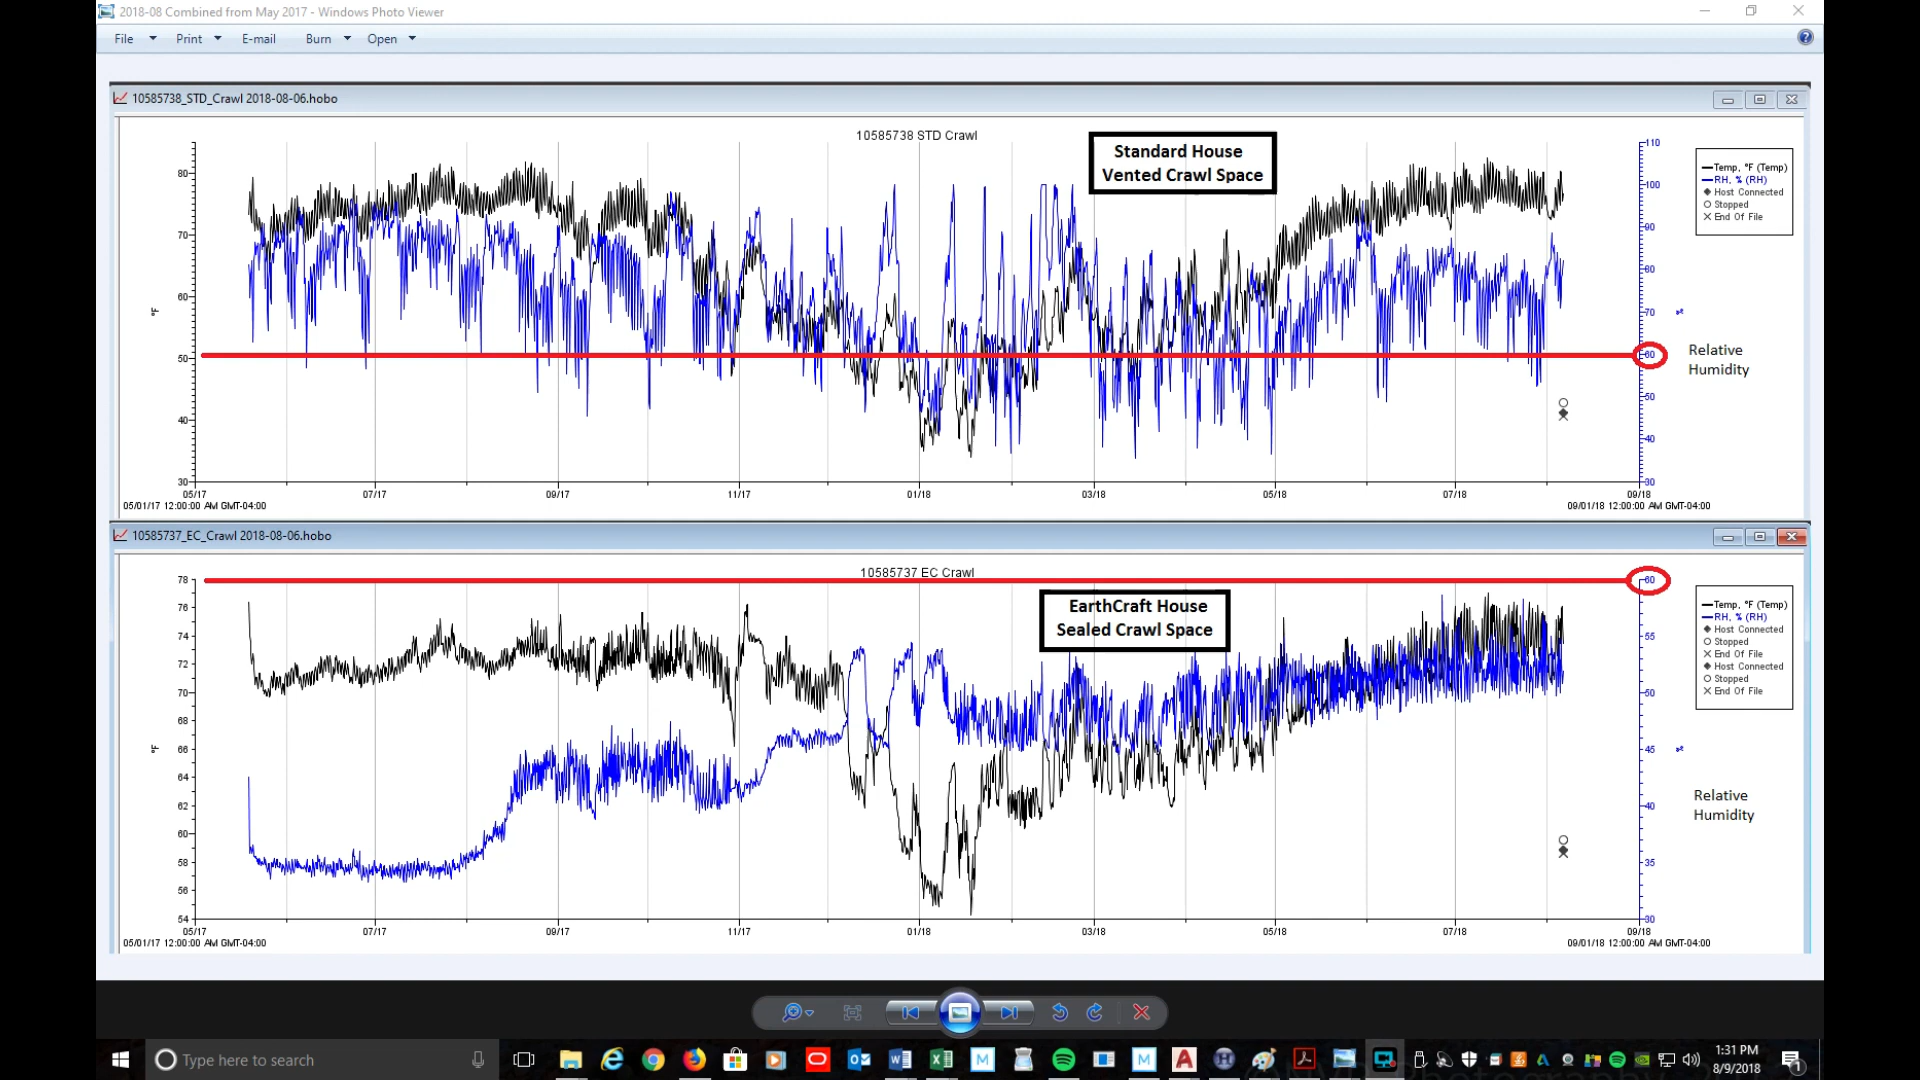 2018-08 Combined from May 2017 - Windows Photo Viewer
File Print E-mail Burn Open
10585738_STD_Crawl 2018-08-06.hobo
10585738 STD Crawl
Standard House
Vented Crawl Space
80
70
60
50
40
30
°F
110
100
90
80
70
60
50
40
30
%
Temp, °F (Temp)
RH, % (RH)
Host Connected
Stopped
End Of File
Relative
Humidity
05/17 07/17 09/17 11/17 01/18 03/18 05/18 07/18 09/18
05/01/17 12:00:00 AM GMT-04:00 09/01/18 12:00:00 AM GMT-04:00
10585737_EC_Crawl 2018-08-06.hobo
10585737 EC Crawl
EarthCraft House
Sealed Crawl Space
78
76
74
72
70
68
66
64
62
60
58
56
54
°F
60
55
50
45
40
35
30
%
Temp, °F (Temp)
RH, % (RH)
Host Connected
Stopped
End Of File
Host Connected
Stopped
End Of File
Relative
Humidity
05/17 07/17 09/17 11/17 01/18 03/18 05/18 07/18 09/18
05/01/17 12:00:00 AM GMT-04:00 09/01/18 12:00:00 AM GMT-04:00
Type here to search
1:31 PM
8/9/2018